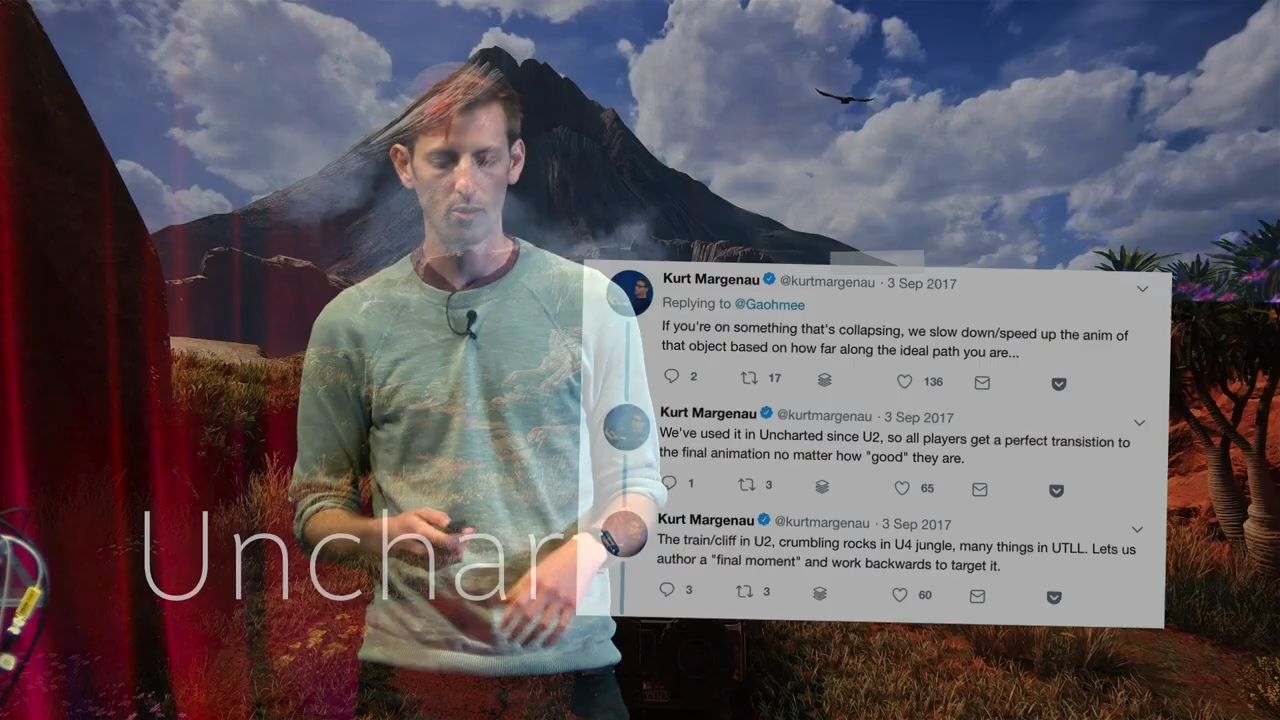 Kurt Margenau @kurtmargenau · 3 Sep 2017
Replying to @Gaohmee
If you're on something that's collapsing, we slow down/speed up the anim of
that object based on how far along the ideal path you are...
2 17 136
Kurt Margenau @kurtmargenau · 3 Sep 2017
We've used it in Uncharted since U2, so all players get a perfect transistion to
the final animation no matter how "good" they are.
1 3 65
Kurt Margenau @kurtmargenau · 3 Sep 2017
The train/cliff in U2, crumbling rocks in U4 jungle, many things in UTLL. Lets us
author a "final moment" and work backwards to target it.
3 3 60
Unchar